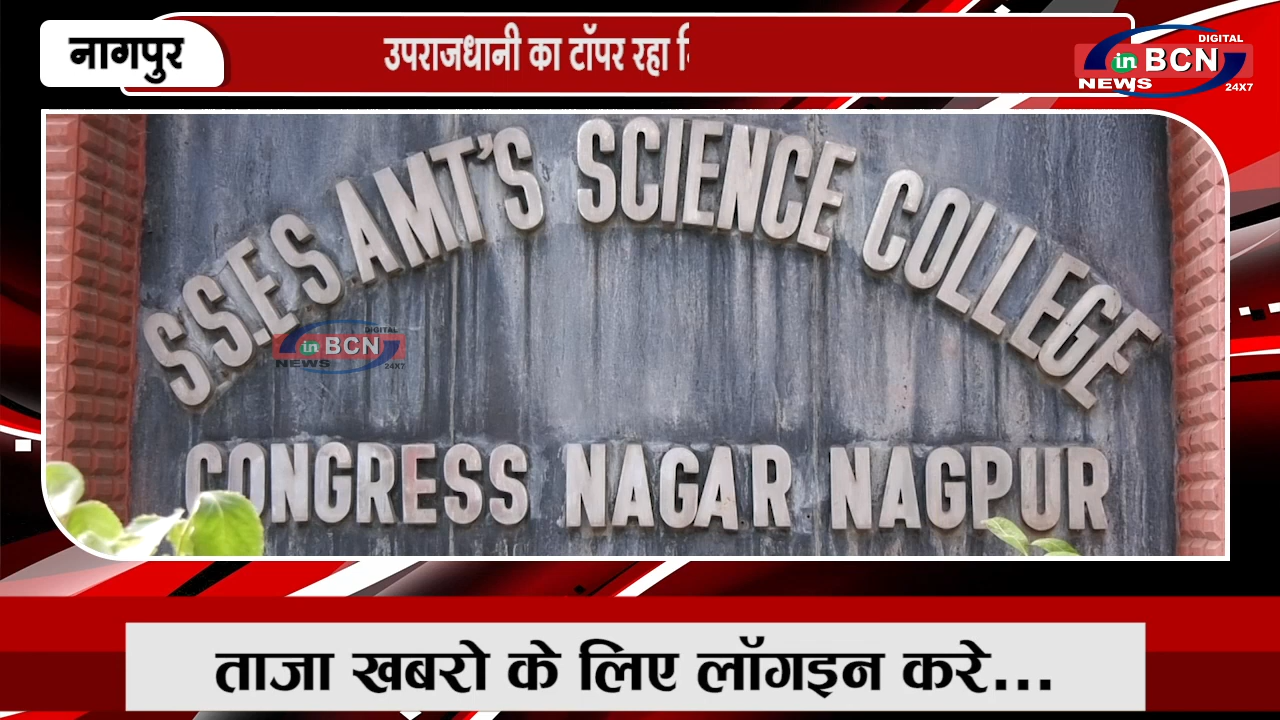 नागपुर
उपराजधानी का टॉपर रहा
DIGITAL
in BCN
NEWS
24X7
S.S.E.S.AMT'S SCIENCE COLLEGE
DIGITAL
in BCN
NEWS
24X7
CONGRESS NAGAR NAGPUR
ताजा खबरो के लिए लॉगइन करे...